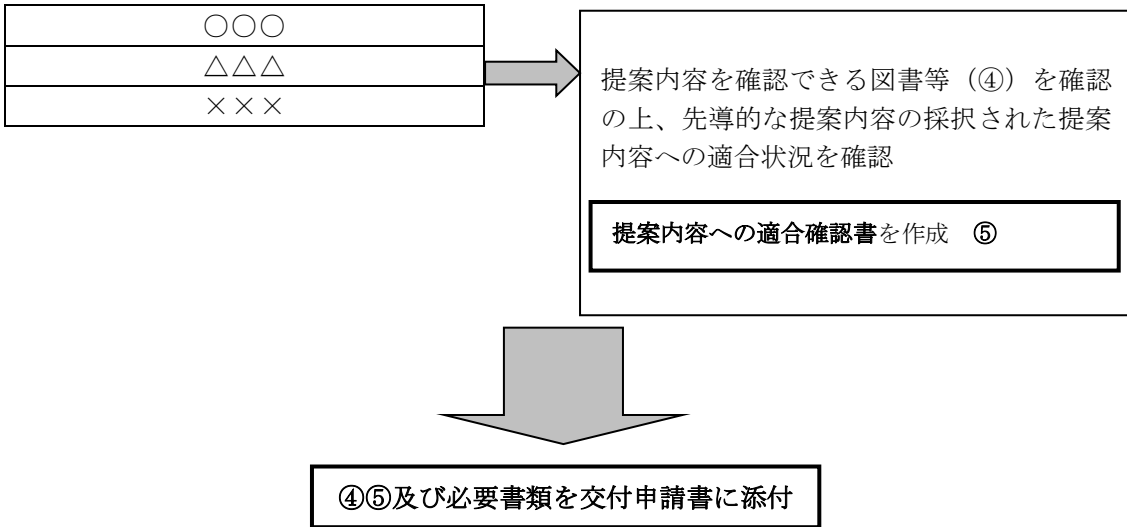 ○○○
△△△
×××
提案内容を確認できる図書等（④）を確認
の上、先導的な提案内容の採択された提案
内容への適合状況を確認
提案内容への適合確認書を作成　⑤
④⑤及び必要書類を交付申請書に添付